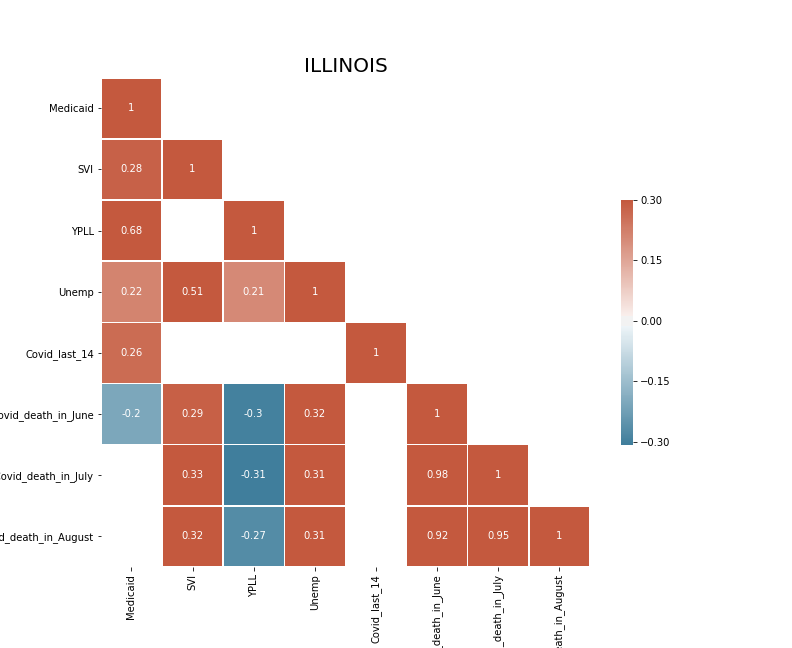 ILLINOIS
Medicaid 1
SVI 0.28 1
YPLL 0.68 1
Unemp 0.22 0.51 0.21 1
Covid_last_14 0.26 1
ovid_death_in_June -0.2 0.29 -0.3 0.32 1
ovid_death_in_July 0.33 -0.31 0.31 0.98 1
d_death_in_August 0.32 -0.27 0.31 0.92 0.95 1
Medicaid
SVI
YPLL
Unemp
Covid_last_14
_death_in_June
_death_in_July
eath_in_August
0.30
0.15
0.00
−0.15
−0.30